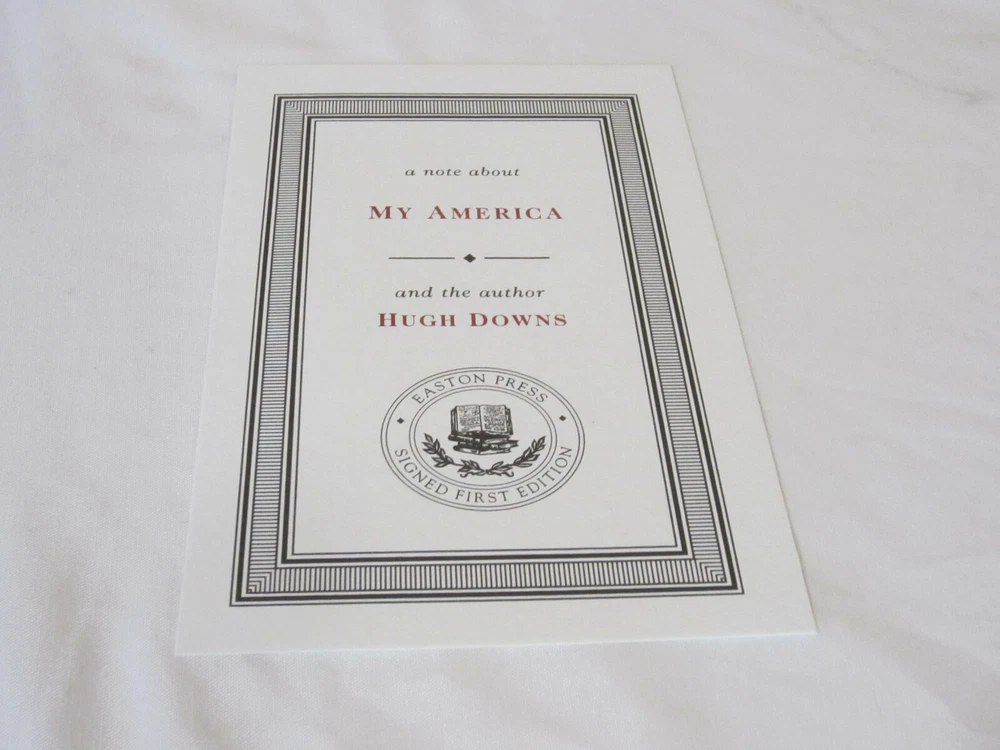 a note about
MY AMERICA
and the author
HUGH DOWNS
EASTON PRESS
SIGNED FIRST EDITION